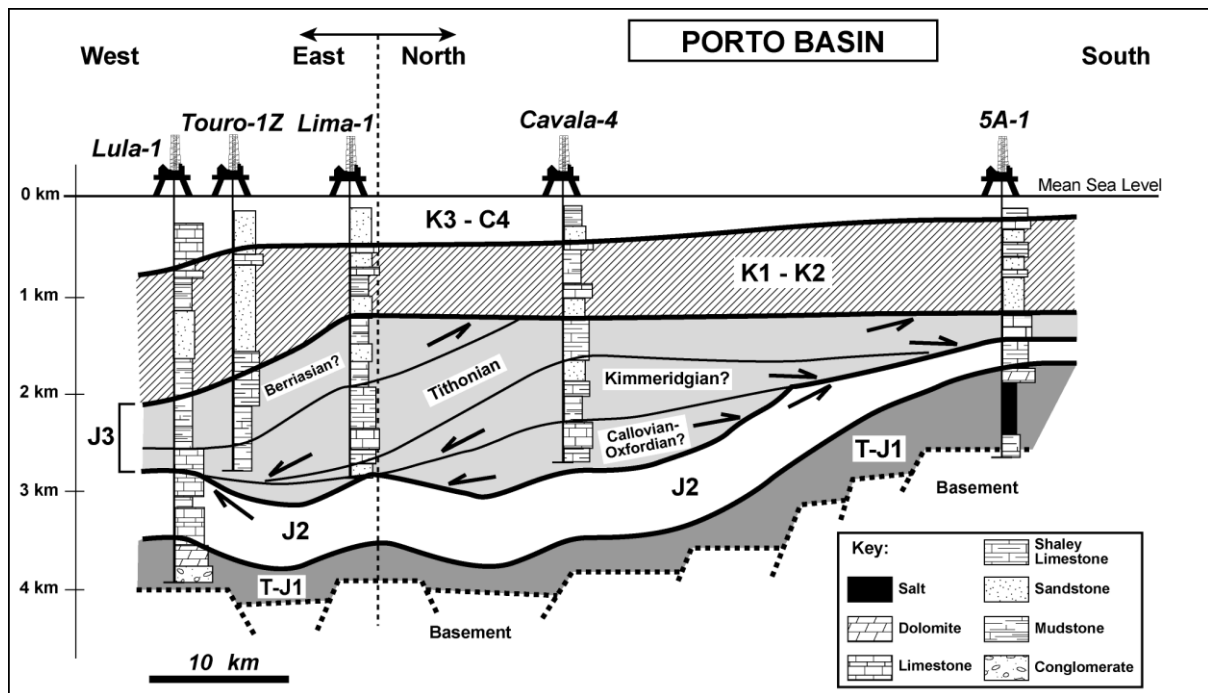 PORTO BASIN
West
East
North
South
Lula-1
Touro-1Z
Lima-1
Cavala-4
5A-1
0 km
Mean Sea Level
K3 - C4
K1 - K2
1 km
Berriasian?
Tithonian
Kimmeridgian?
2 km
J3
Callovian-
Oxfordian?
T-J1
3 km
J2
J2
Basement
4 km
T-J1
Basement
10 km
Key:
Salt
Dolomite
Limestone
Shaley
Limestone
Sandstone
Mudstone
Conglomerate